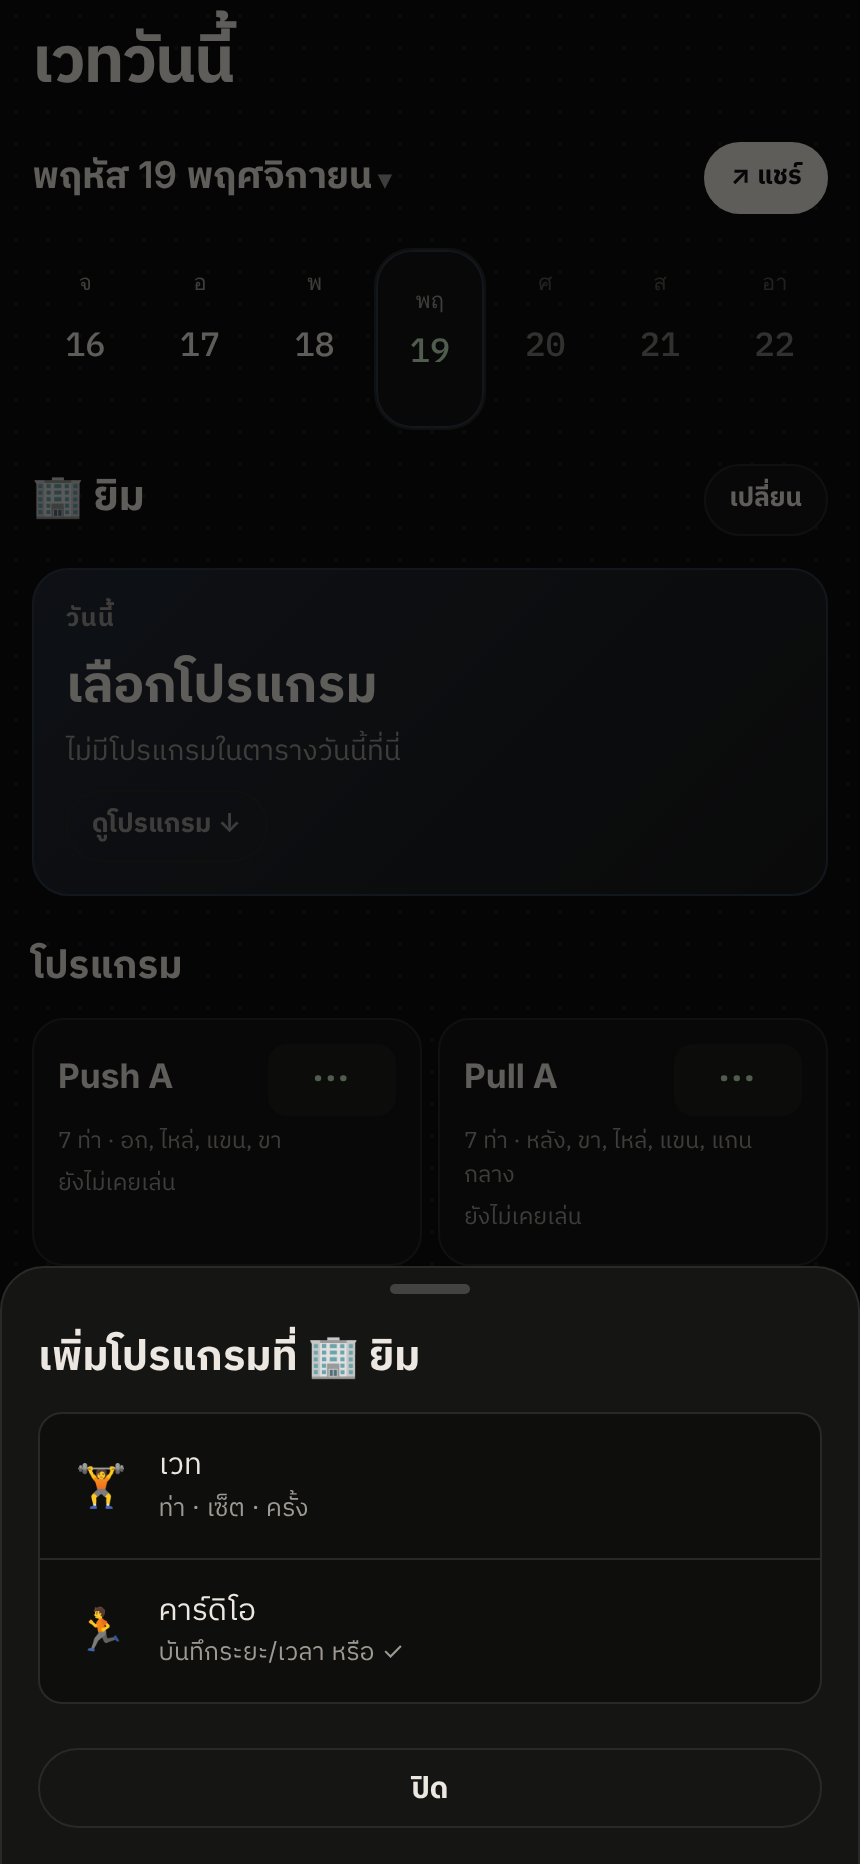 เวทวันนี้
พฤหัส 19 พฤศจิกายน ▾
↗ แชร์
จ อ พ พฤ ศ ส อา
16 17 18 19 20 21 22
🏢 ยิม
เปลี่ยน
วันนี้
เลือกโปรแกรม
ไม่มีโปรแกรมในตารางวันนี้ที่นี่
ดูโปรแกรม ↓
โปรแกรม
Push A
•••
7 ท่า · อก, ไหล่, แขน, ขา
ยังไม่เคยเล่น
Pull A
•••
7 ท่า · หลัง, ขา, ไหล่, แขน, แกน
กลาง
ยังไม่เคยเล่น
เพิ่มโปรแกรมที่ 🏢 ยิม
เวท
ท่า · เซ็ต · ครั้ง
คาร์ดิโอ
บันทึกระยะ/เวลา หรือ ✓
ปิด